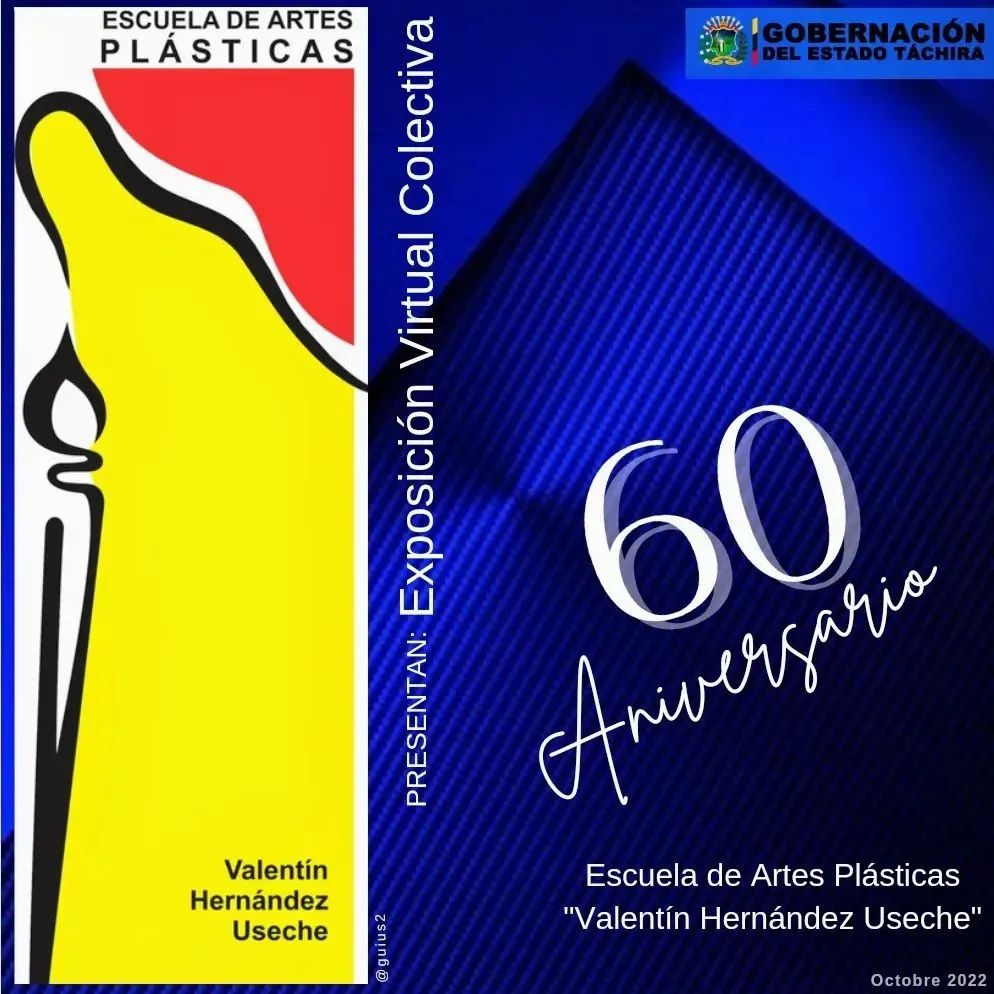 ESCUELA DE ARTES
PLÁSTICAS
Valentín
Hernández
Useche
PRESENTAN: Exposición Virtual Colectiva
@guius2
GOBERNACIÓN
DEL ESTADO TÁCHIRA
60
Aniversario
Escuela de Artes Plásticas
"Valentín Hernández Useche"
Octobre 2022